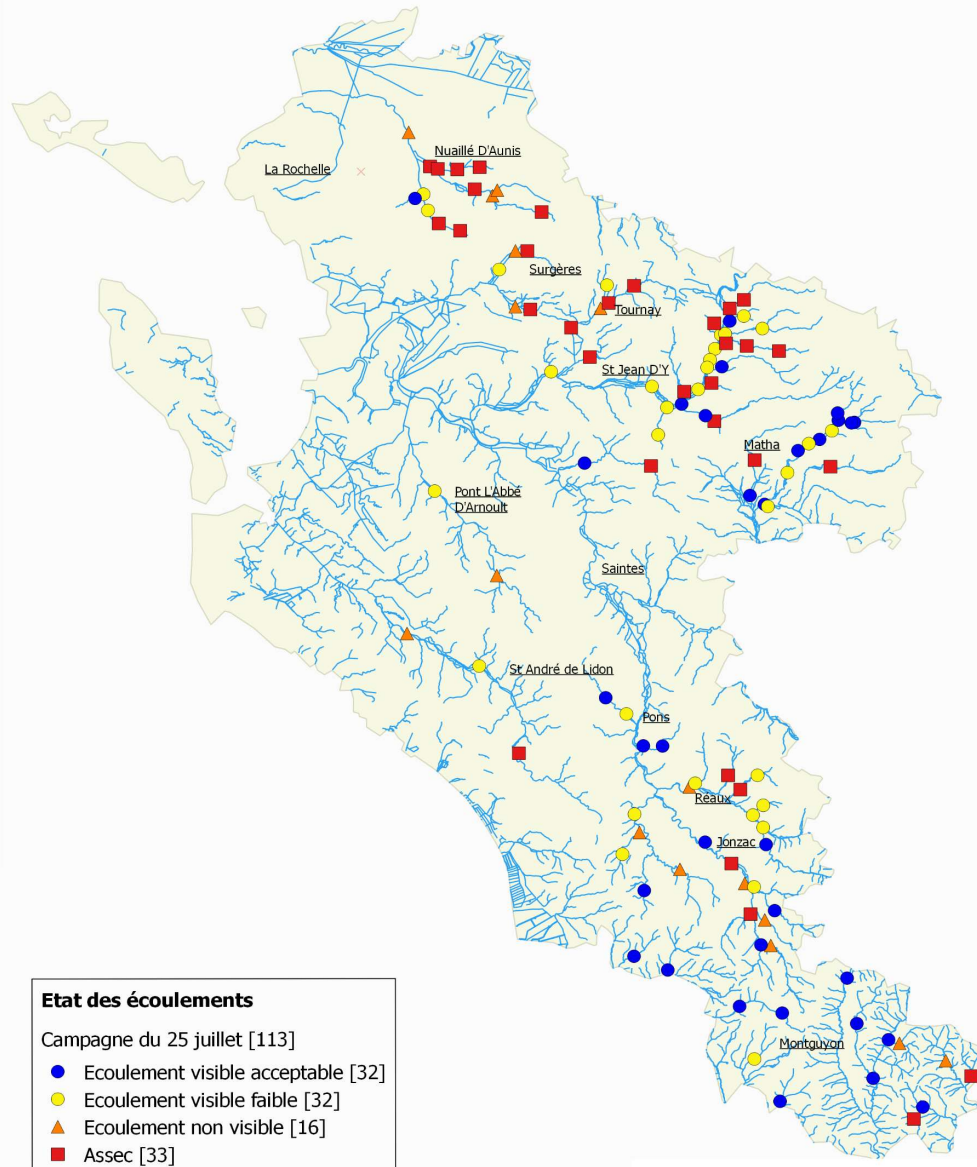 Nuaillé D'Aunis
La Rochelle
Surgères
Tournay
St Jean D'Y
Matha
Pont L'Abbé
D'Arnoult
Saintes
St André de Lidon
Pons
Réaux
Jonzac
Montguyon
Etat des écoulements
Campagne du 25 juillet [113]
Ecoulement visible acceptable [32]
Ecoulement visible faible [32]
Ecoulement non visible [16]
Assec [33]